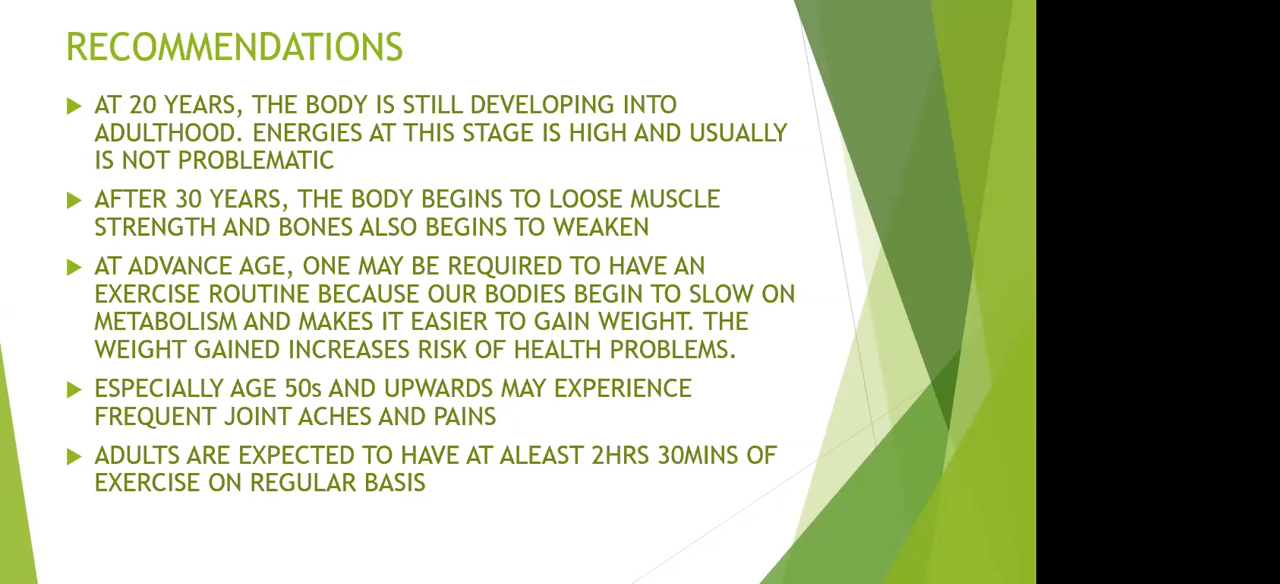 RECOMMENDATIONS
AT 20 YEARS, THE BODY IS STILL DEVELOPING INTO
ADULTHOOD. ENERGIES AT THIS STAGE IS HIGH AND USUALLY
IS NOT PROBLEMATIC
AFTER 30 YEARS, THE BODY BEGINS TO LOOSE MUSCLE
STRENGTH AND BONES ALSO BEGINS TO WEAKEN
AT ADVANCE AGE, ONE MAY BE REQUIRED TO HAVE AN
EXERCISE ROUTINE BECAUSE OUR BODIES BEGIN TO SLOW ON
METABOLISM AND MAKES IT EASIER TO GAIN WEIGHT. THE
WEIGHT GAINED INCREASES RISK OF HEALTH PROBLEMS.
ESPECIALLY AGE 50s AND UPWARDS MAY EXPERIENCE
FREQUENT JOINT ACHES AND PAINS
ADULTS ARE EXPECTED TO HAVE AT ALEAST 2HRS 30MINS OF
EXERCISE ON REGULAR BASIS